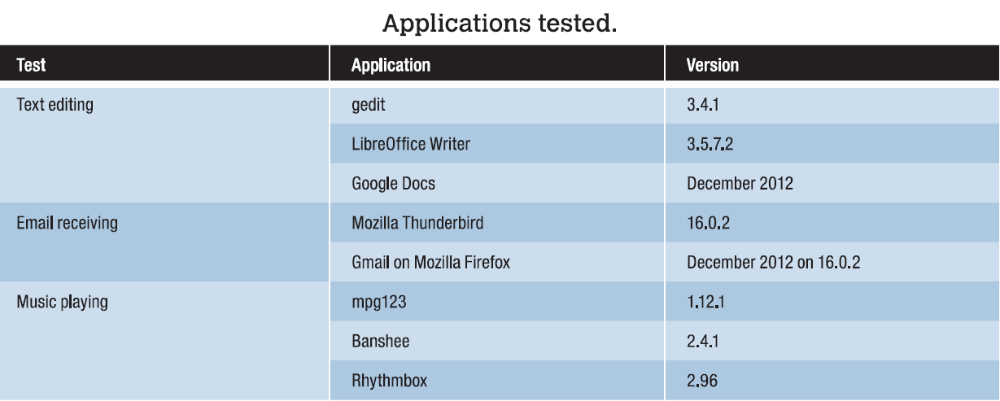 Applications tested.
Test Application Version
Text editing gedit 3.4.1
LibreOffice Writer 3.5.7.2
Google Docs December 2012
Email receiving Mozilla Thunderbird 16.0.2
Gmail on Mozilla Firefox December 2012 on 16.0.2
Music playing mpg123 1.12.1
Banshee 2.4.1
Rhythmbox 2.96